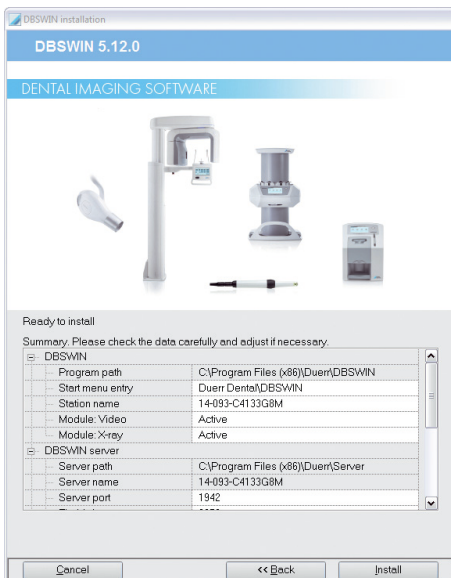 DBSWIN installation
DBSWIN 5.12.0
DENTAL IMAGING SOFTWARE
Ready to install
Summary. Please check the data carefully and adjust if necessary.
DBSWIN
Program path C:\Program Files (x86)\Duerr\DBSWIN
Start menu entry Duerr Dental\DBSWIN
Station name 14-093-C4133G8M
Module: Video Active
Module: X-ray Active
DBSWIN server
Server path C:\Program Files (x86)\Duerr\Server
Server name 14-093-C4133G8M
Server port 1942
Cancel << Back Install